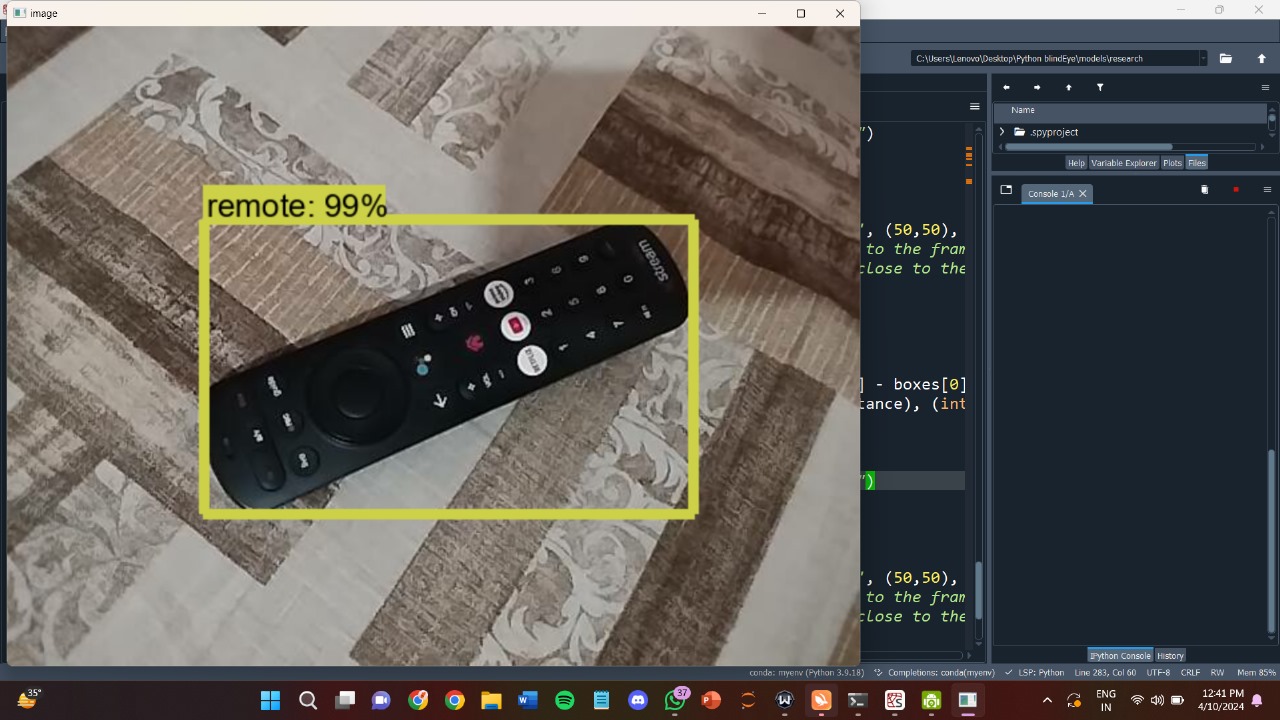 image
C:\Users\Lenovo\Desktop\Python blindEye\models\research
Name
.spyproject
Help Variable Explorer Plots Files
Console 1/A
remote: 99%
stream
guide
")
", (50,50),
to the fram
close to the
] - boxes[0]
tance), (int
")
", (50,50),
to the fram
close to the
IPython Console History
conda: myenv (Python 3.9.18) Completions: conda(myenv) LSP: Python Line 283, Col 60 UTF-8 CRLF RW Mem 85%
35°
37
ENG
IN
12:41 PM
4/10/2024